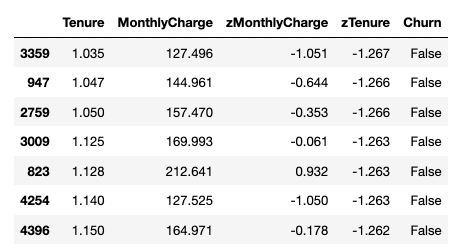 Tenure MonthlyCharge zMonthlyCharge zTenure Churn
3359 1.035 127.496 -1.051 -1.267 False
947 1.047 144.961 -0.644 -1.266 False
2759 1.050 157.470 -0.353 -1.266 False
3009 1.125 169.993 -0.061 -1.263 False
823 1.128 212.641 0.932 -1.263 False
4254 1.140 127.525 -1.050 -1.263 False
4396 1.150 164.971 -0.178 -1.262 False